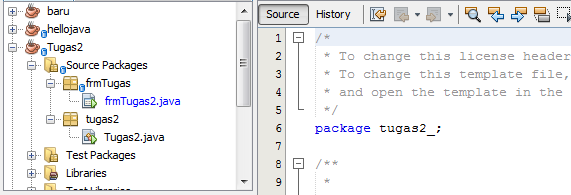 baru
hellojava
Tugas2
Source Packages
frmTugas
frmTugas2.java
tugas2
Tugas2.java
Test Packages
Libraries
Test Libraries
Source History
1 /*
2 * To change this license header
3 * To change this template file,
4 * and open the template in the
5 */
6 package tugas2_;
7
8 /**
9 *